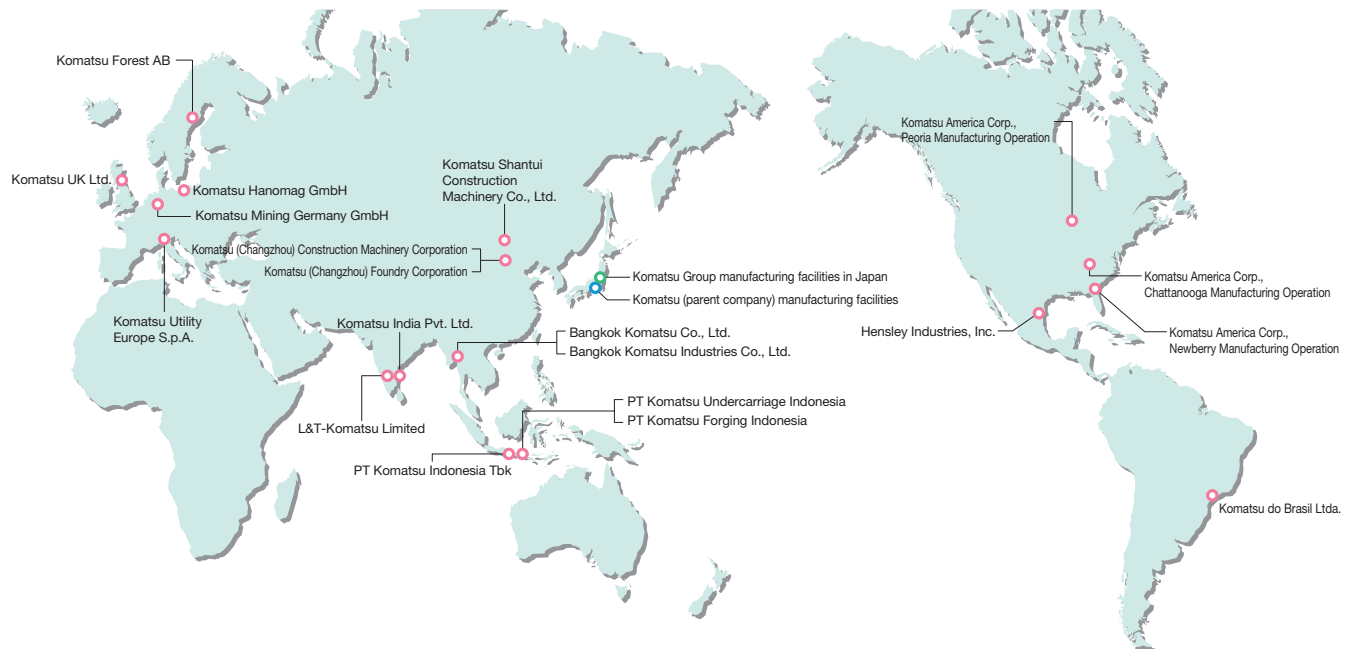 Komatsu Forest AB
Komatsu UK Ltd.
Komatsu Hanomag GmbH
Komatsu Mining Germany GmbH
Komatsu Shantui
Construction
Machinery Co., Ltd.
Komatsu (Changzhou) Construction Machinery Corporation
Komatsu (Changzhou) Foundry Corporation
Komatsu Utility
Europe S.p.A.
Komatsu India Pvt. Ltd.
L&T-Komatsu Limited
Bangkok Komatsu Co., Ltd.
Bangkok Komatsu Industries Co., Ltd.
PT Komatsu Undercarriage Indonesia
PT Komatsu Forging Indonesia
PT Komatsu Indonesia Tbk
Komatsu Group manufacturing facilities in Japan
Komatsu (parent company) manufacturing facilities
Komatsu America Corp.,
Peoria Manufacturing Operation
Komatsu America Corp.,
Chattanooga Manufacturing Operation
Hensley Industries, Inc.
Komatsu America Corp.,
Newberry Manufacturing Operation
Komatsu do Brasil Ltda.